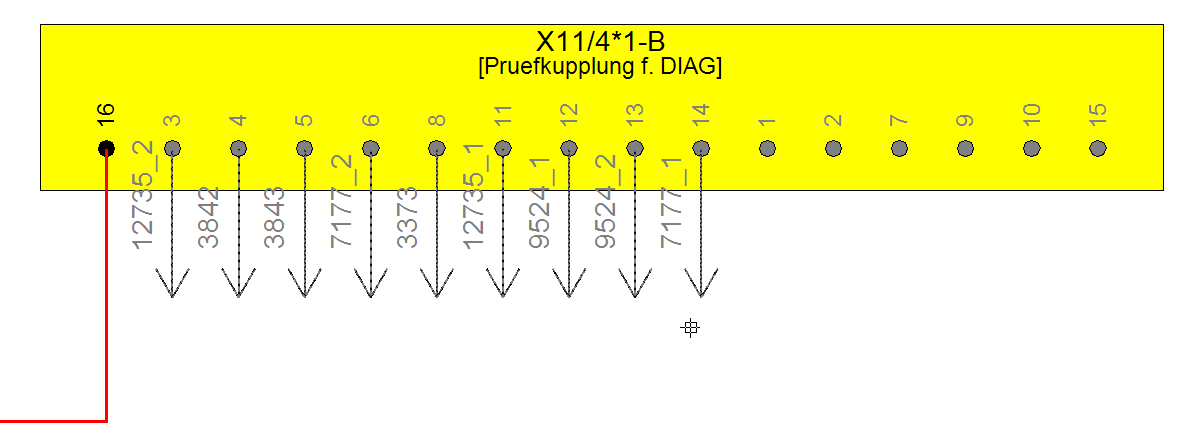 X11/4*1-B
[Pruefkupplung f. DIAG]
16 3 4 5 6 8 11 12 13 14 1 2 7 9 10 15
12735_2 3842 3843 7177_2 3373 12735_1 9524_1 9524_2 7177_1